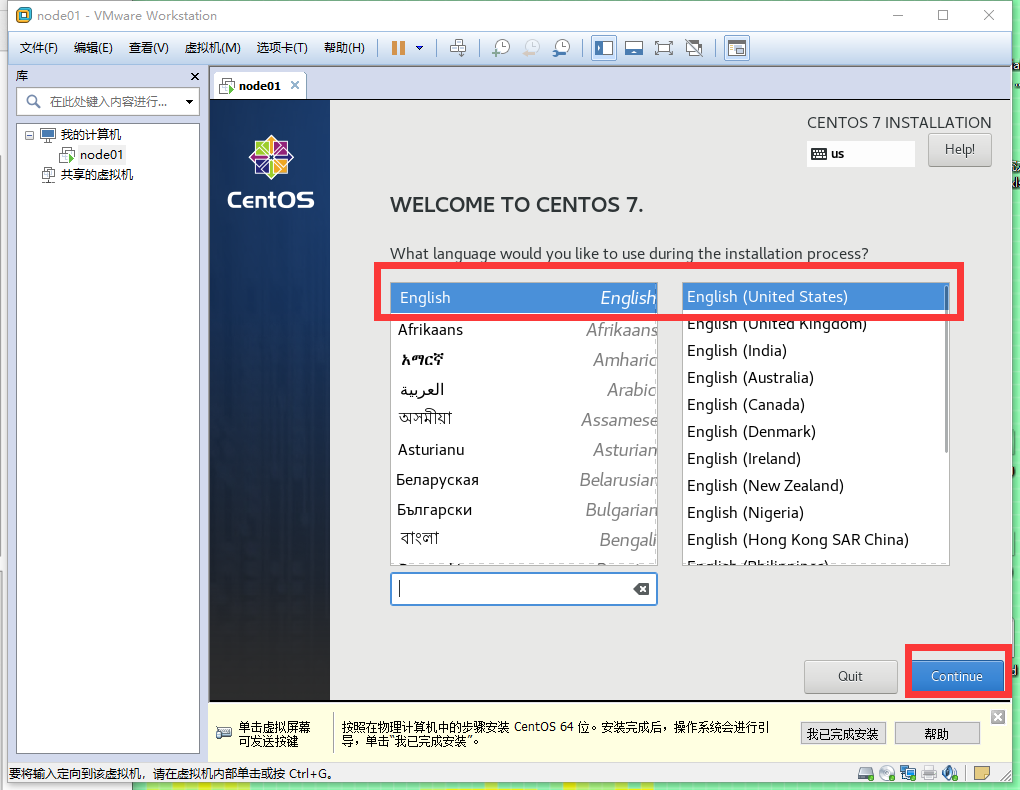 node01 - VMware Workstation
文件(F) 编辑(E) 查看(V) 虚拟机(M) 选项卡(T) 帮助(H)
库
在此处键入内容进行...
我的计算机
node01
共享的虚拟机
node01
CentOS
CENTOS 7 INSTALLATION
us
Help!
WELCOME TO CENTOS 7.
What language would you like to use during the installation process?
English English
Afrikaans Afrikaans
አማርኛ Amharic
العربية Arabic
অসমীয়া Assamese
Asturianu Asturian
Беларуская Belarusian
Български Bulgarian
বাংলা Bengali
English (United States)
English (United Kingdom)
English (India)
English (Australia)
English (Canada)
English (Denmark)
English (Ireland)
English (New Zealand)
English (Nigeria)
English (Hong Kong SAR China)
English (Philippines)
Quit
Continue
单击虚拟屏幕
可发送按键
按照在物理计算机中的步骤安装 CentOS 64 位。安装完成后，操作系统会进行引
导，单击“我已完成安装”。
我已完成安装
帮助
要将输入定向到该虚拟机，请在虚拟机内部单击或按 Ctrl+G。